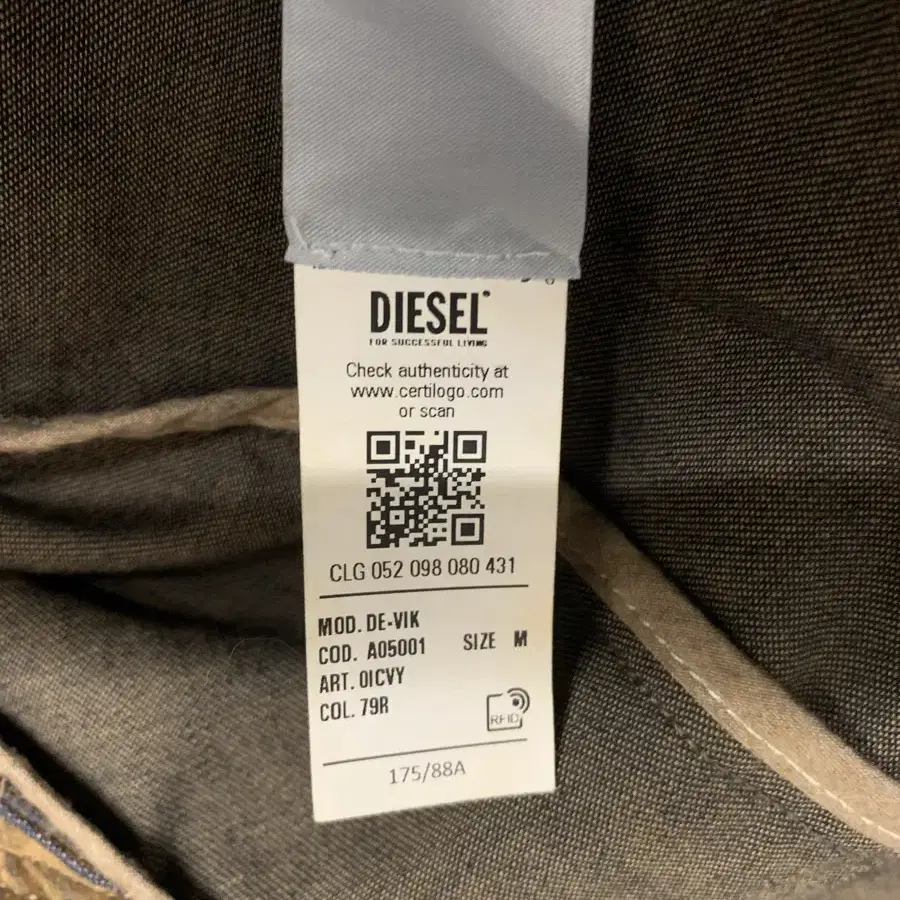 DIESEL
FOR SUCCESSFUL LIVING
Check authenticity at
www.certilogo.com
or scan
CLG 052 098 080 431
MOD. DE-VIK
COD. A05001 SIZE M
ART. 0ICVY
COL. 79R
RFID
175/88A